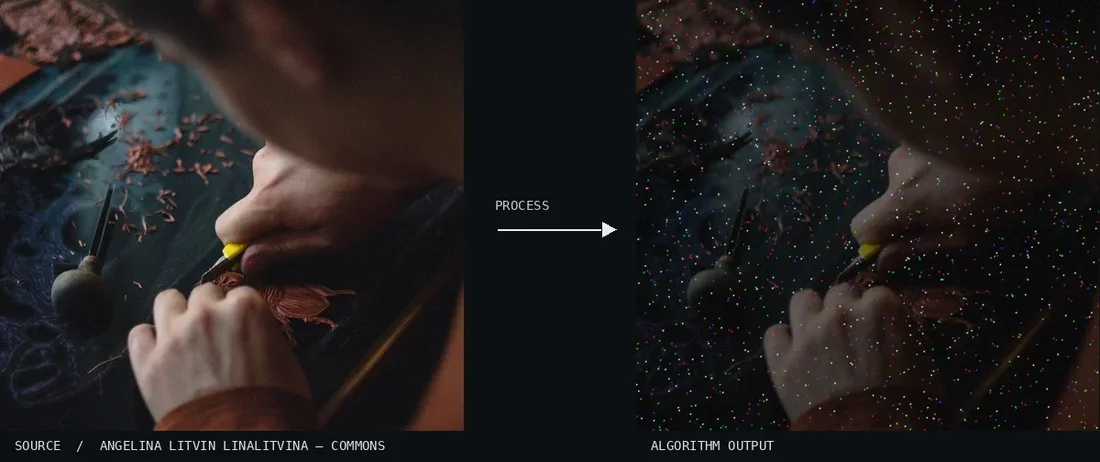 PROCESS
SOURCE / ANGELINA LITVIN LINALITVINA — COMMONS
ALGORITHM OUTPUT